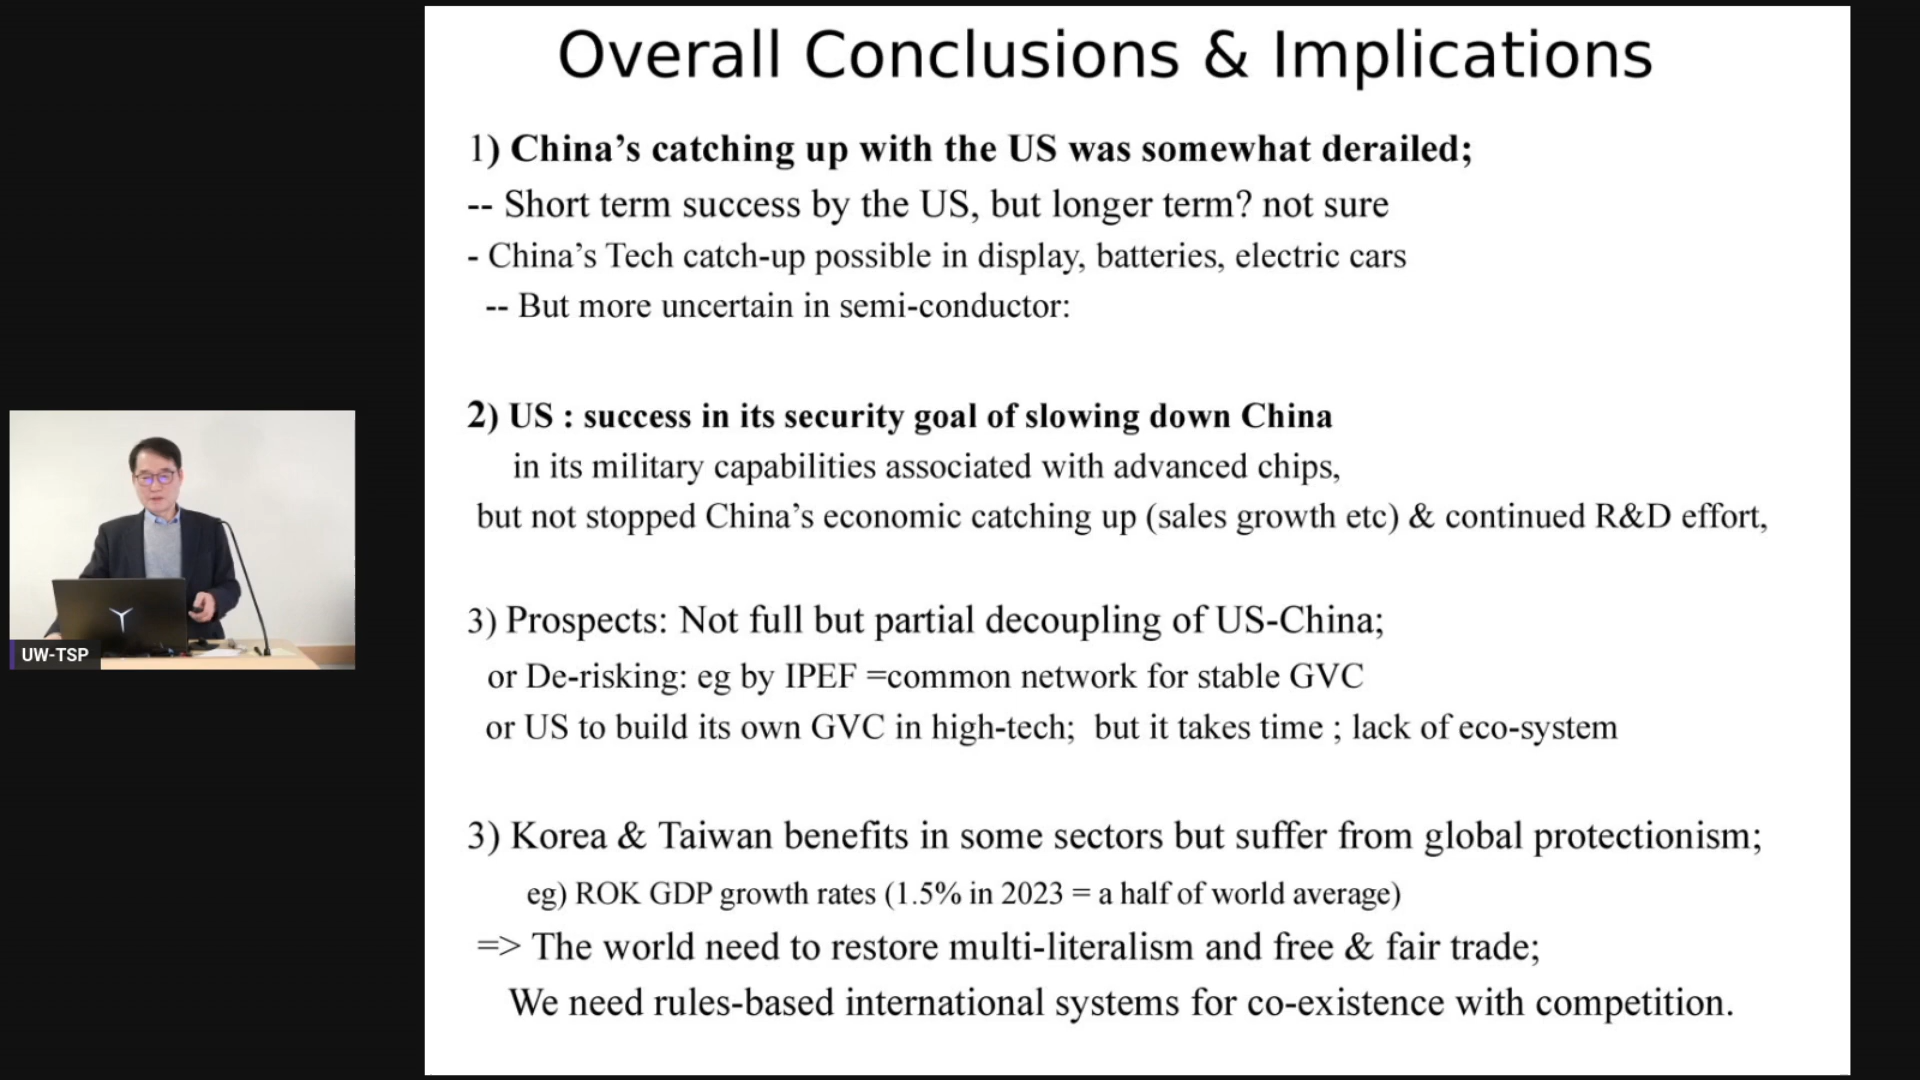 Overall Conclusions & Implications
1) China’s catching up with the US was somewhat derailed;
-- Short term success by the US, but longer term? not sure
- China’s Tech catch-up possible in display, batteries, electric cars
-- But more uncertain in semi-conductor:
2) US : success in its security goal of slowing down China
in its military capabilities associated with advanced chips,
but not stopped China’s economic catching up (sales growth etc) & continued R&D effort,
3) Prospects: Not full but partial decoupling of US-China;
or De-risking: eg by IPEF =common network for stable GVC
or US to build its own GVC in high-tech; but it takes time ; lack of eco-system
3) Korea & Taiwan benefits in some sectors but suffer from global protectionism;
eg) ROK GDP growth rates (1.5% in 2023 = a half of world average)
=> The world need to restore multi-literalism and free & fair trade;
We need rules-based international systems for co-existence with competition.
UW-TSP